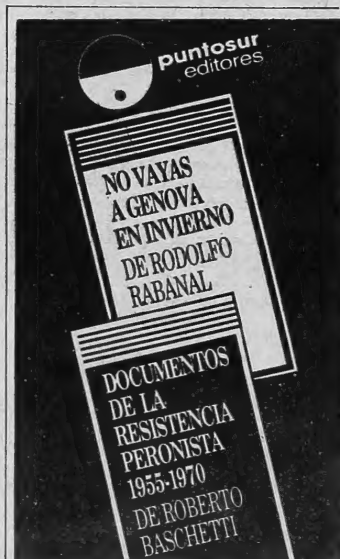 puntosur
editores
NO VAYAS
A GENOVA
EN INVIERNO
DE RODOLFO
RABANAL
DOCUMENTOS
DE LA
RESISTENCIA
PERONISTA
1955-1970
DE ROBERTO
BASCHETTI